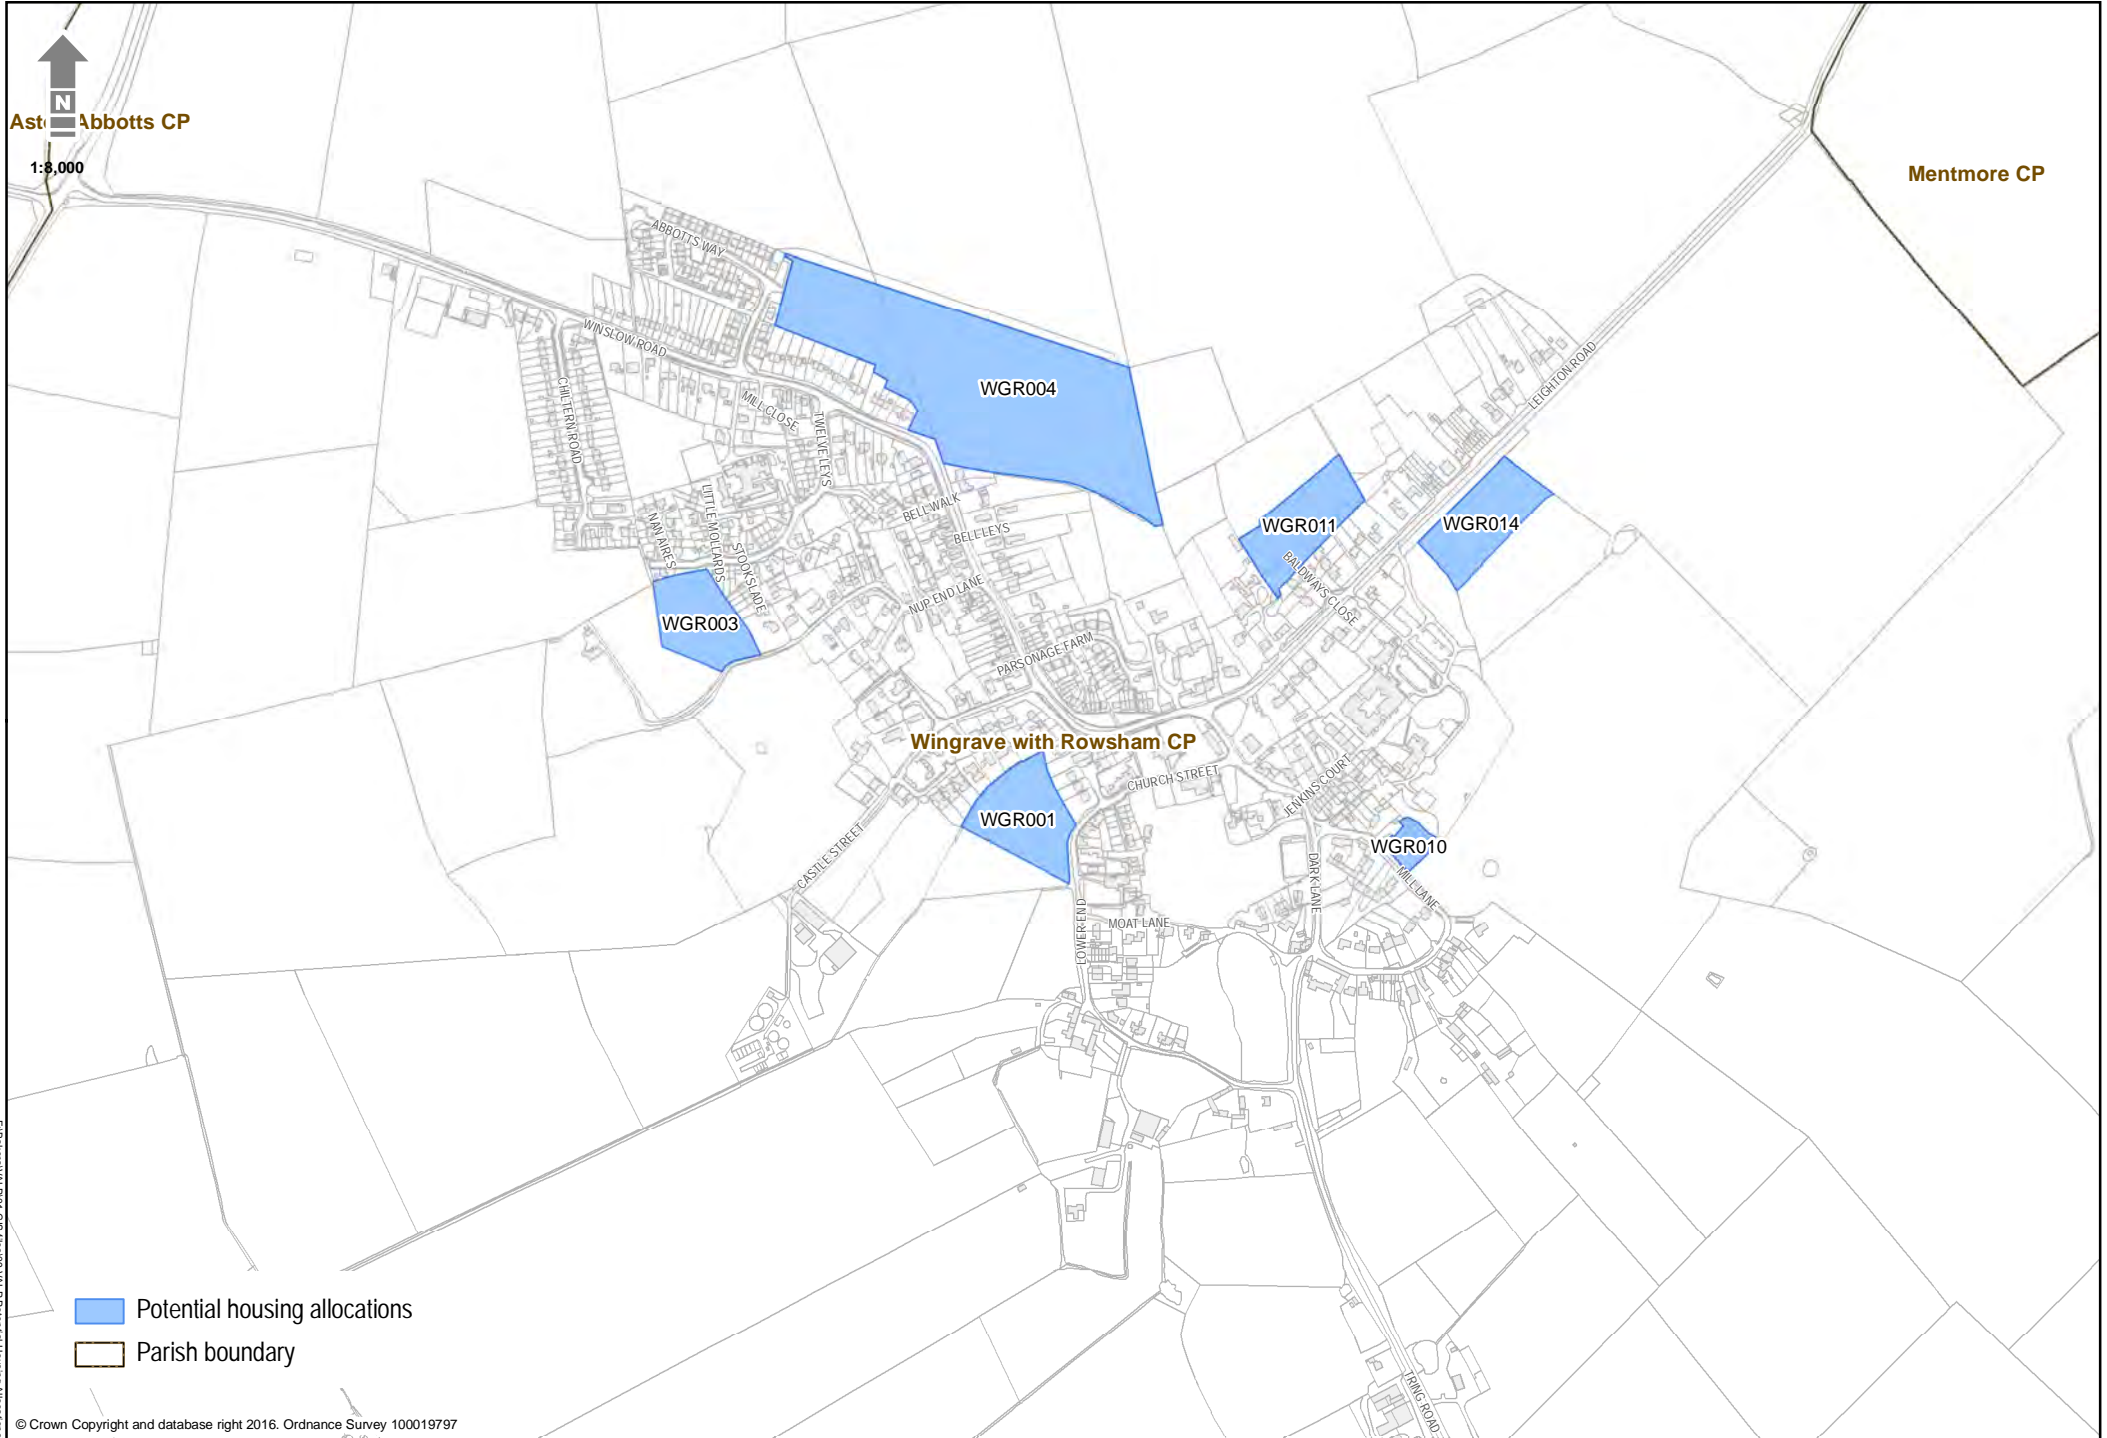 N
Abbotts CP
1:8,000
Mentmore CP
ABBOTTS WAY
WINSLOW ROAD
WGR004
LEIGHTON ROAD
CHILTERN ROAD
MILL CLOSE
TWELVE LEYS
LITTLE MOLLARDS
BELL WALK
BELL LEYS
NAN AIRES
STOOKSLADE
WGR011
WGR014
BALDWAYS CLOSE
NUP END LANE
WGR003
PARSONAGE FARM
Wingrave with Rowsham CP
CHURCH STREET
JENKINS COURT
WGR001
CASTLE STREET
WGR010
MILL LANE
DARK LANE
LOWER END
MOAT LANE
TRING ROAD
Potential housing allocations
Parish boundary
© Crown Copyright and database right 2016. Ordnance Survey 100019797